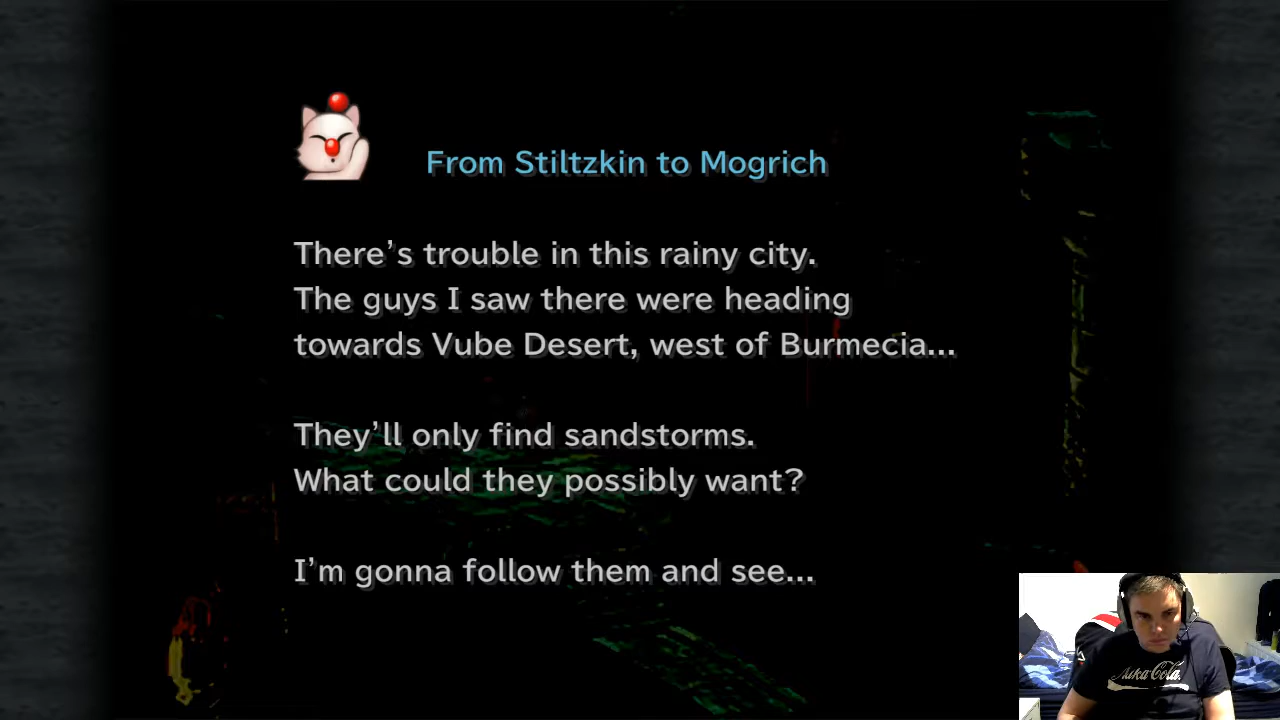 From Stiltzkin to Mogrich
There's trouble in this rainy city.
The guys I saw there were heading
towards Vube Desert, west of Burmecia...
They'll only find sandstorms.
What could they possibly want?
I'm gonna follow them and see...